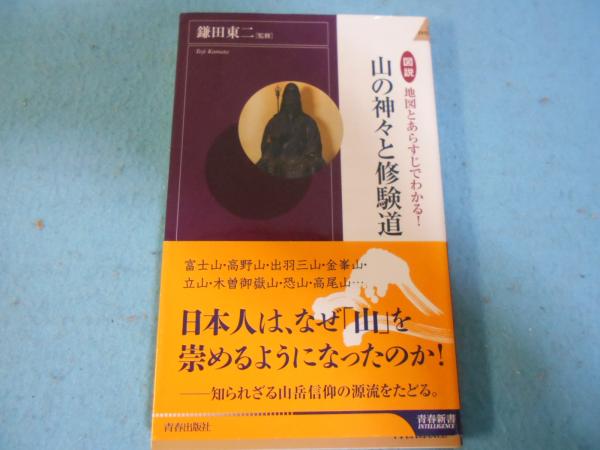 鎌田東二[監修]
Toji Kamata
図説
地図とあらすじでわかる!
山の神々と修験道
富士山・高野山・出羽三山・金峯山・
立山・木曽御嶽山・恐山・高尾山…
日本人は、なぜ「山」を
崇めるようになったのか!
──知られざる山岳信仰の源流をたどる。
青春出版社
青春新書
INTELLIGENCE